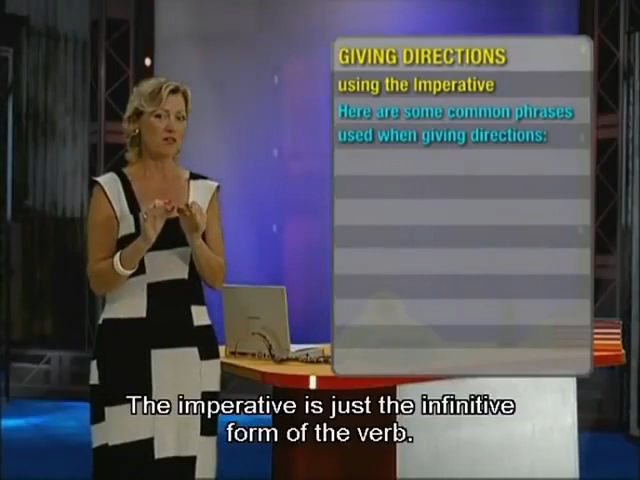 GIVING DIRECTIONS
using the Imperative
Here are some common phrases
used when giving directions:
The imperative is just the infinitive
form of the verb.